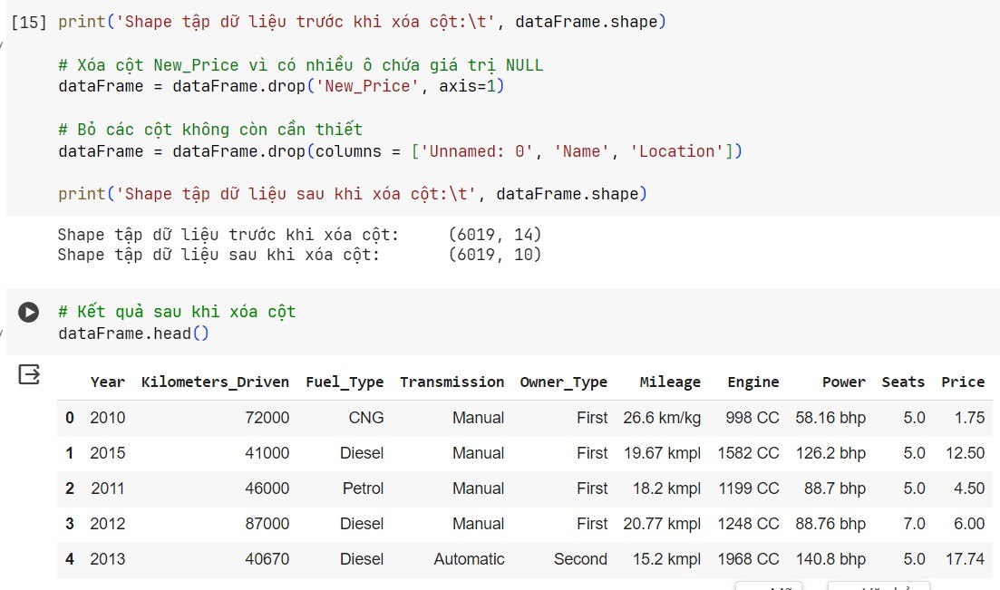 [15] print('Shape tập dữ liệu trước khi xóa cột:\t', dataFrame.shape)
# Xóa cột New_Price vì có nhiều ô chứa giá trị NULL
dataFrame = dataFrame.drop('New_Price', axis=1)
# Bỏ các cột không còn cần thiết
dataFrame = dataFrame.drop(columns = ['Unnamed: 0', 'Name', 'Location'])
print('Shape tập dữ liệu sau khi xóa cột:\t', dataFrame.shape)
Shape tập dữ liệu trước khi xóa cột: (6019, 14)
Shape tập dữ liệu sau khi xóa cột: (6019, 10)
# Kết quả sau khi xóa cột
dataFrame.head()
Year Kilometers_Driven Fuel_Type Transmission Owner_Type Mileage Engine Power Seats Price
0 2010 72000 CNG Manual First 26.6 km/kg 998 CC 58.16 bhp 5.0 1.75
1 2015 41000 Diesel Manual First 19.67 kmpl 1582 CC 126.2 bhp 5.0 12.50
2 2011 46000 Petrol Manual First 18.2 kmpl 1199 CC 88.7 bhp 5.0 4.50
3 2012 87000 Diesel Manual First 20.77 kmpl 1248 CC 88.76 bhp 7.0 6.00
4 2013 40670 Diesel Automatic Second 15.2 kmpl 1968 CC 140.8 bhp 5.0 17.74